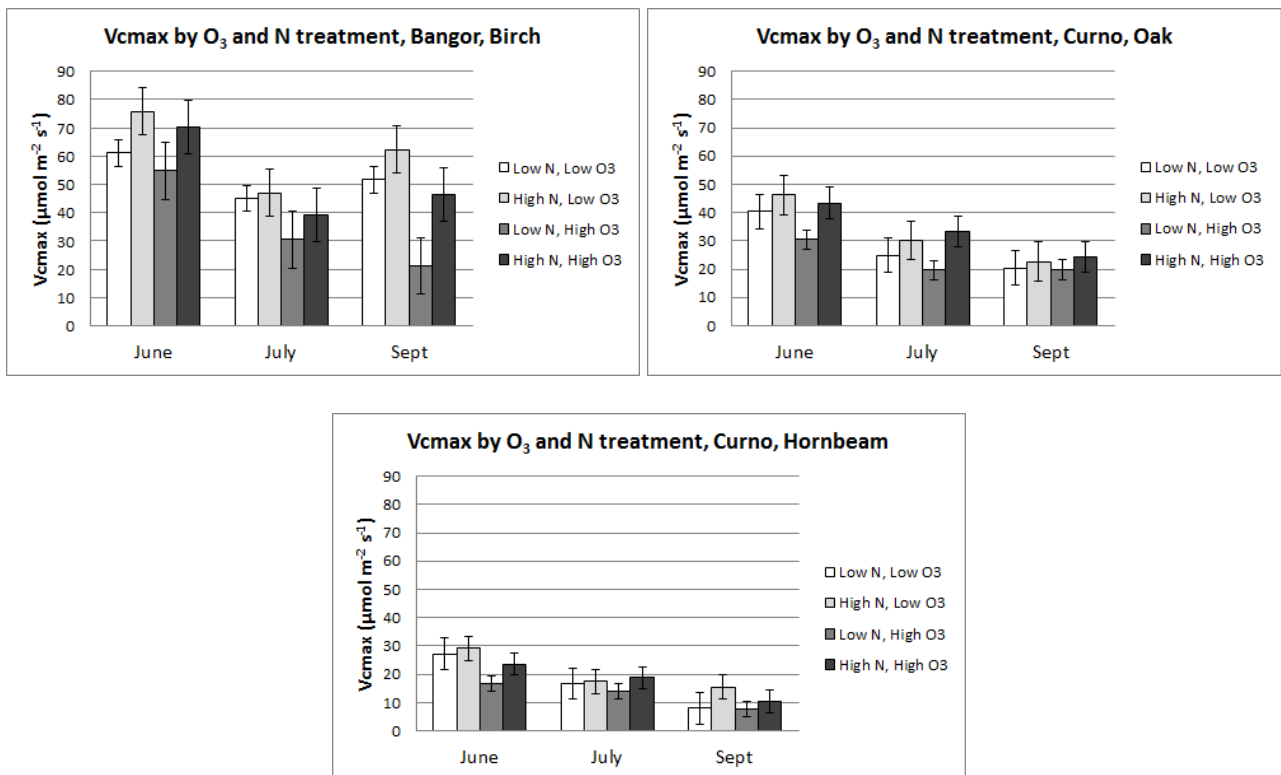 Vcmax by O₃ and N treatment, Bangor, Birch
Vcmax (µmol m⁻² s⁻¹)
90
80
70
60
50
40
30
20
10
0
June July Sept
Low N, Low O3
High N, Low O3
Low N, High O3
High N, High O3
Vcmax by O₃ and N treatment, Curno, Oak
Vcmax (µmol m⁻² s⁻¹)
90
80
70
60
50
40
30
20
10
0
June July Sept
Low N, Low O3
High N, Low O3
Low N, High O3
High N, High O3
Vcmax by O₃ and N treatment, Curno, Hornbeam
Vcmax (µmol m⁻² s⁻¹)
90
80
70
60
50
40
30
20
10
0
June July Sept
Low N, Low O3
High N, Low O3
Low N, High O3
High N, High O3